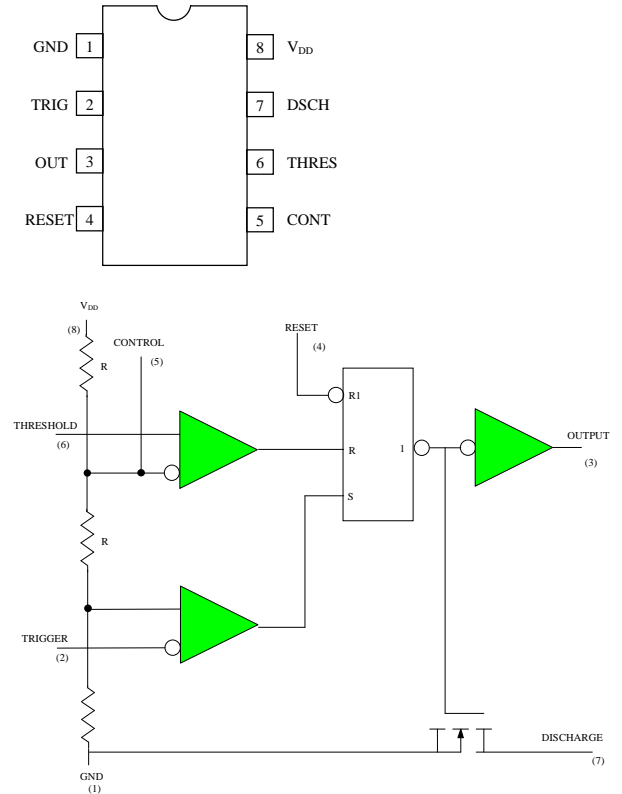 GND 1 8 VDD
TRIG 2 7 DSCH
OUT 3 6 THRES
RESET 4 5 CONT
VDD
(8)
R
CONTROL
(5)
RESET
(4)
R1
THRESHOLD
(6)
R
1
OUTPUT
(3)
S
R
TRIGGER
(2)
DISCHARGE
(7)
GND
(1)